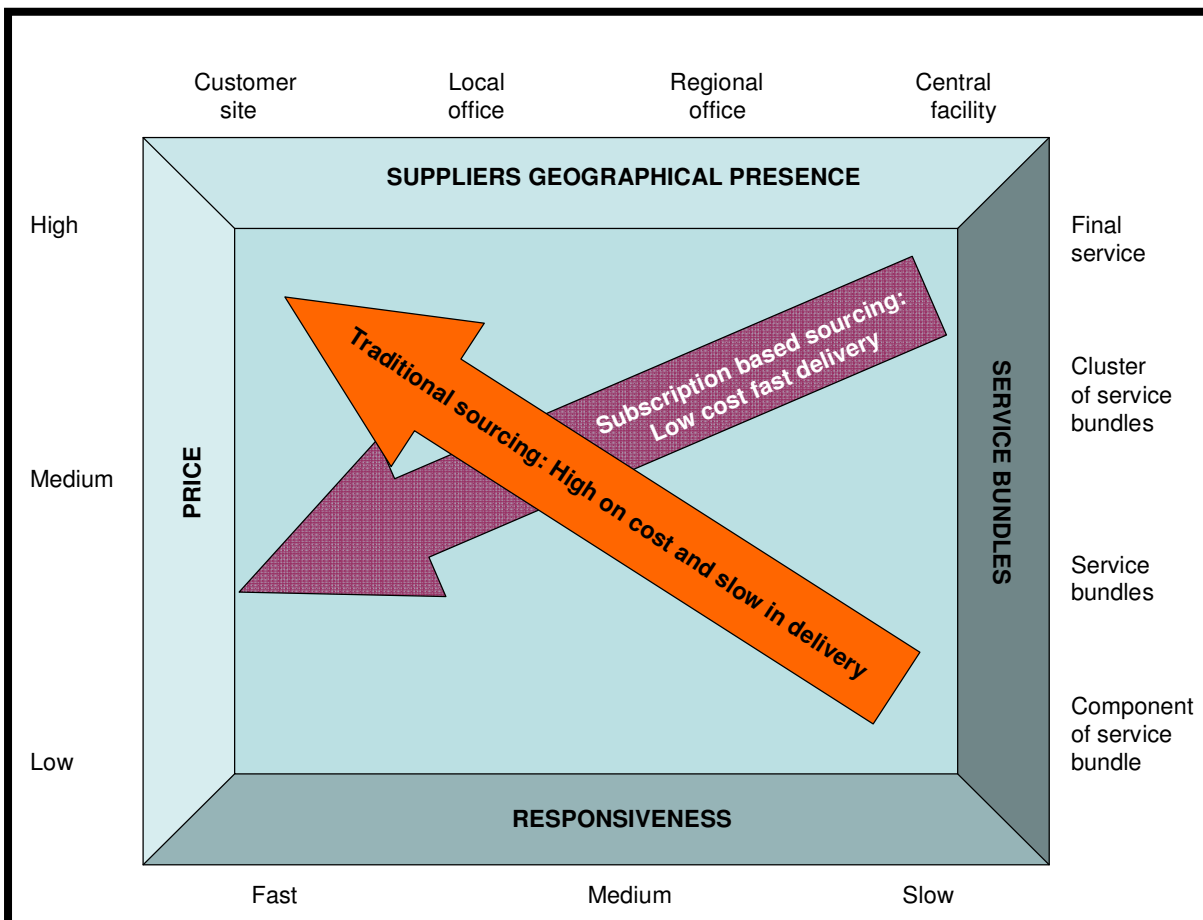 Customer
site
Local
office
Regional
office
Central
facility
SUPPLIERS GEOGRAPHICAL PRESENCE
High
Medium
Low
PRICE
Traditional sourcing: High on cost and slow in delivery
Subscription based sourcing:
Low cost fast delivery
SERVICE BUNDLES
Final
service
Cluster
of service
bundles
Service
bundles
Component
of service
bundle
RESPONSIVENESS
Fast
Medium
Slow